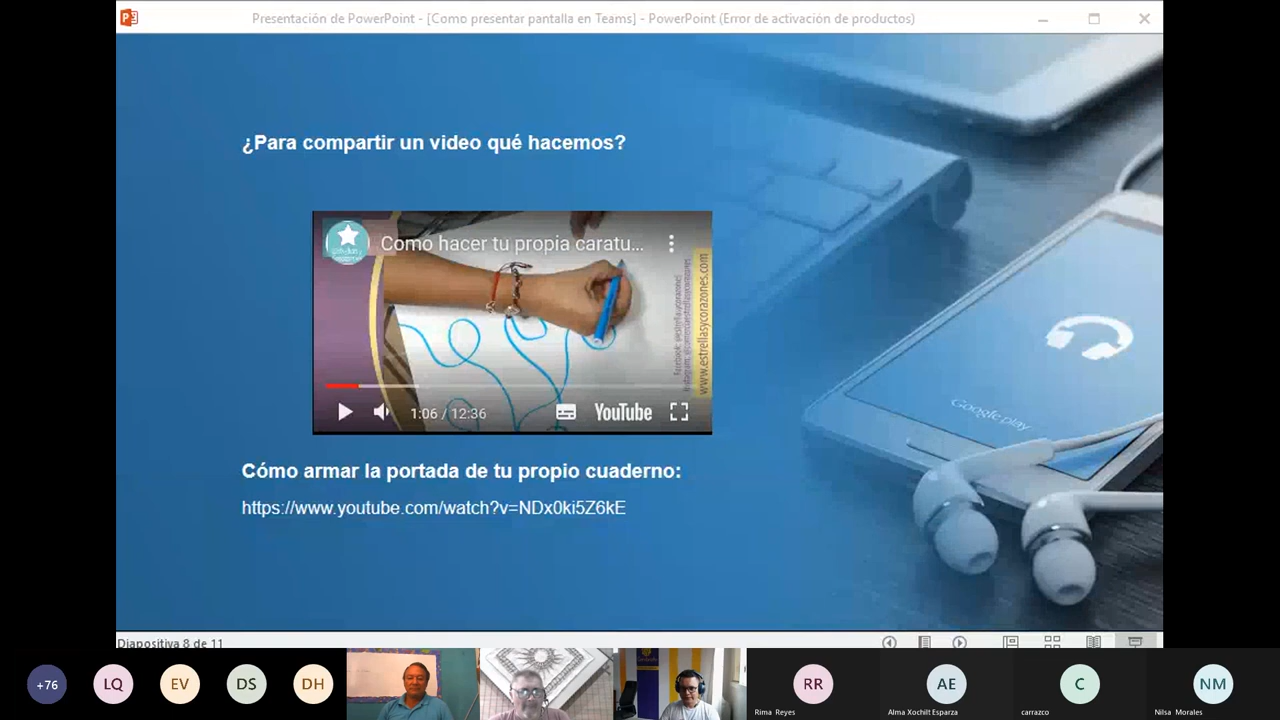 Presentación de PowerPoint - [Como presentar pantalla en Teams] - PowerPoint (Error de activación de productos)
¿Para compartir un video qué hacemos?
Como hacer tu propia caratu...
www.estrellasycorazones.com
1:06 / 12:36
YouTube
Google play
Cómo armar la portada de tu propio cuaderno:
https://www.youtube.com/watch?v=NDx0ki5Z6kE
Diapositiva 8 de 11
+76
LQ
EV
DS
DH
RR
AE
C
NM
Rima Reyes
Alma Xochilt Esparza
carrazco
Nilsa Morales